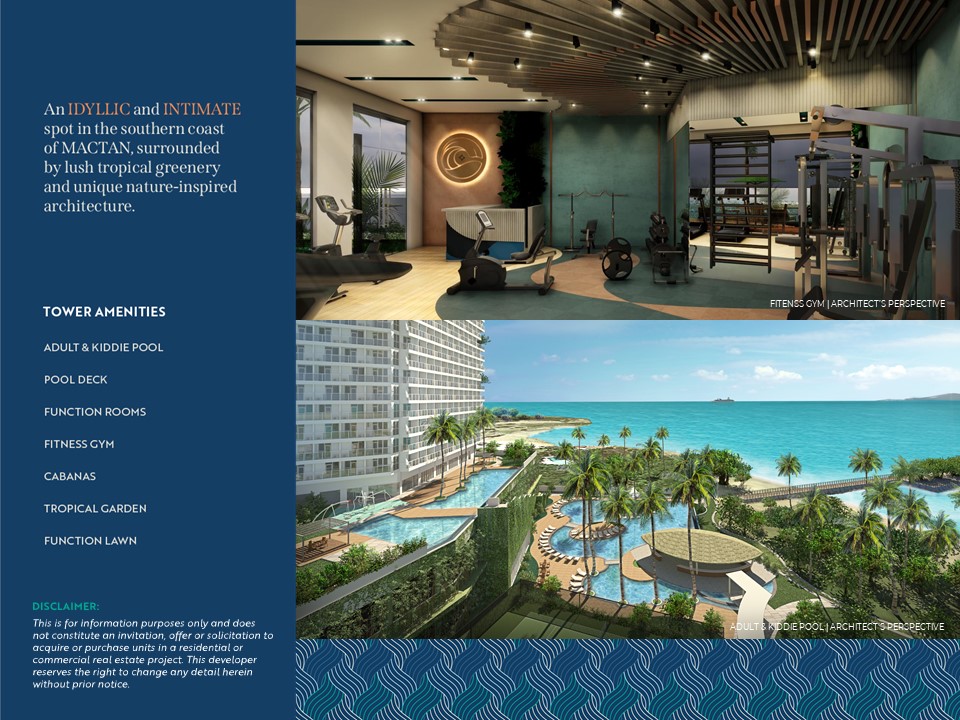 An IDYLLIC and INTIMATE
spot in the southern coast
of MACTAN, surrounded
by lush tropical greenery
and unique nature-inspired
architecture.
TOWER AMENITIES
ADULT & KIDDIE POOL
POOL DECK
FUNCTION ROOMS
FITNESS GYM
CABANAS
TROPICAL GARDEN
FUNCTION LAWN
DISCLAIMER:
This is for information purposes only and does
not constitute an invitation, offer or solicitation to
acquire or purchase units in a residential or
commercial real estate project. This developer
reserves the right to change any detail herein
without prior notice.
FITENSS GYM | ARCHITECT'S PERSPECTIVE
ADULT & KIDDIE POOL | ARCHITECT'S PERSPECTIVE